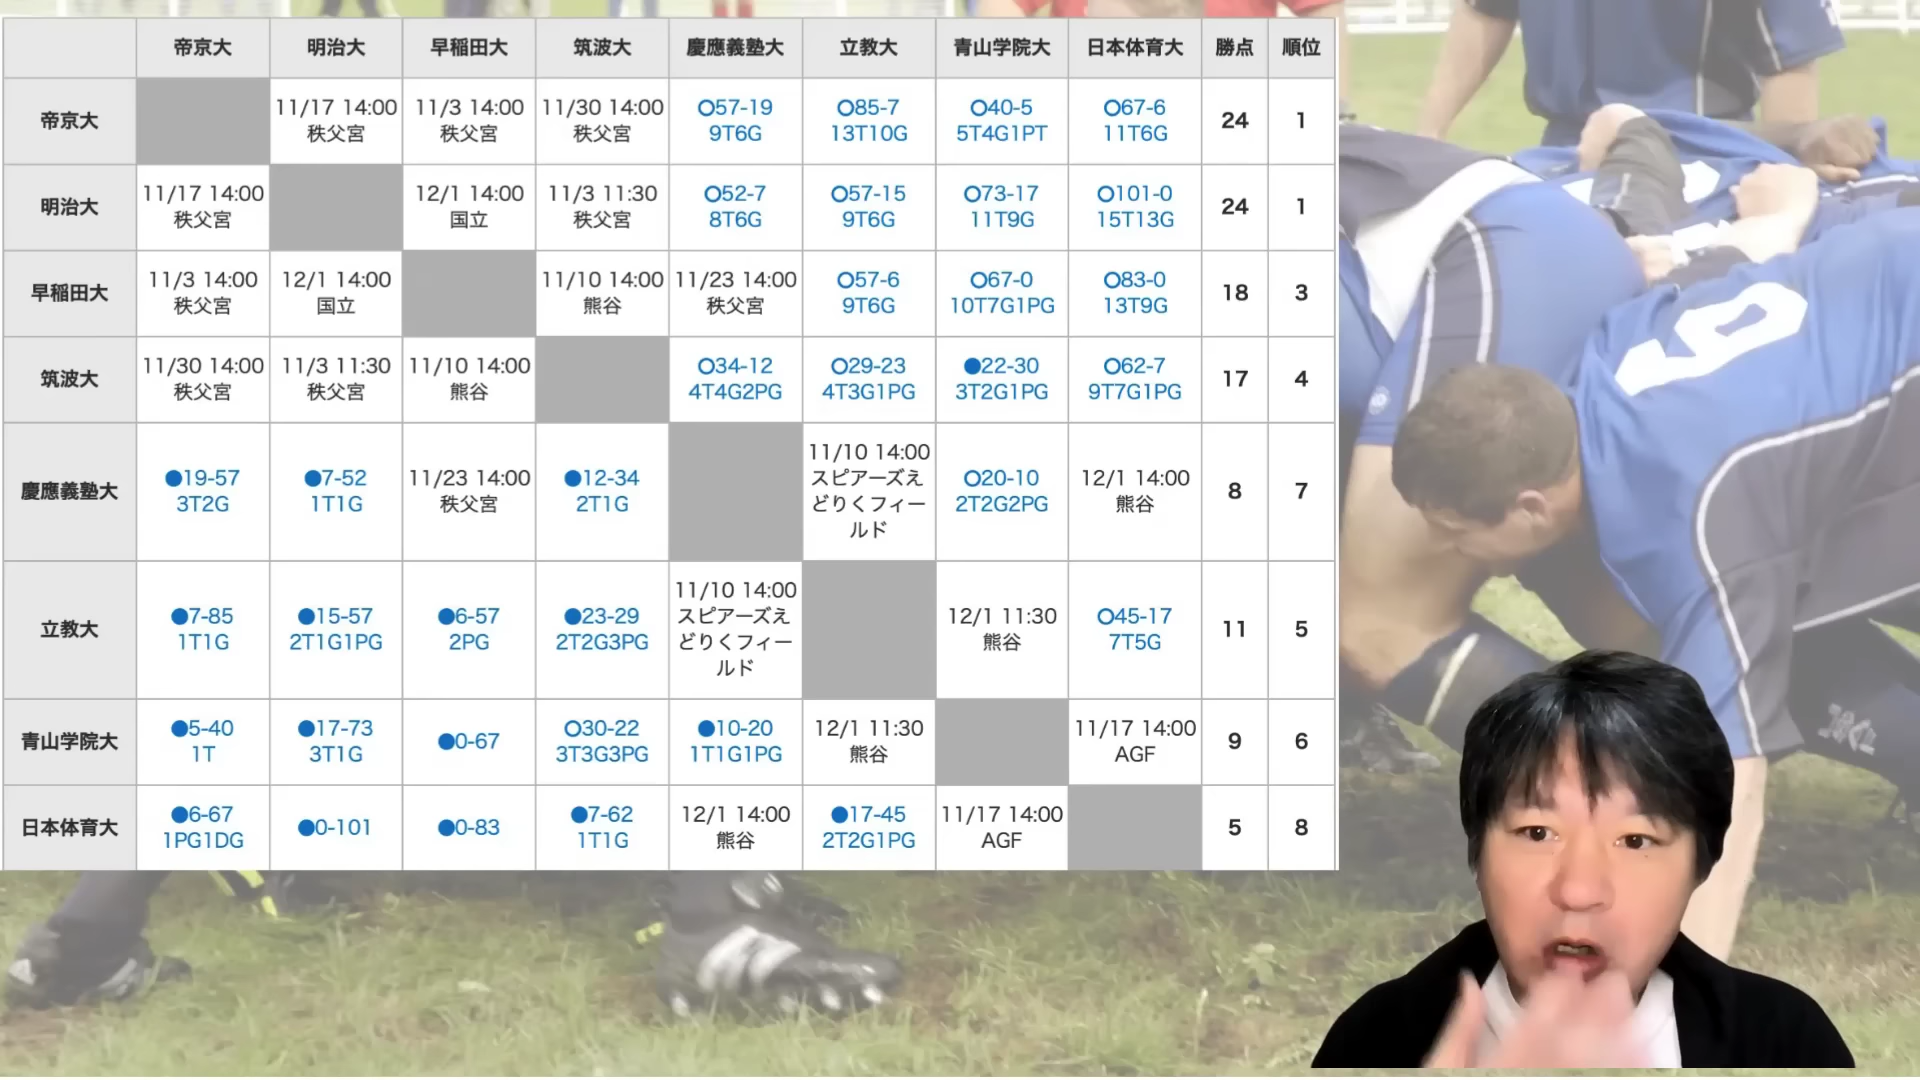 帝京大 明治大 早稲田大 筑波大 慶應義塾大 立教大 青山学院大 日本体育大 勝点 順位
帝京大 11/17 14:00 11/3 14:00 11/30 14:00 ○57-19 ○85-7 ○40-5 ○67-6 24 1
秩父宮 秩父宮 秩父宮 9T6G 13T10G 5T4G1PT 11T6G
明治大 11/17 14:00 12/1 14:00 11/3 11:30 ○52-7 ○57-15 ○73-17 ○101-0 24 1
秩父宮 国立 秩父宮 8T6G 9T6G 11T9G 15T13G
早稲田大 11/3 14:00 12/1 14:00 11/10 14:00 11/23 14:00 ○57-6 ○67-0 ○83-0 18 3
秩父宮 国立 熊谷 秩父宮 9T6G 10T7G1PG 13T9G
筑波大 11/30 14:00 11/3 11:30 11/10 14:00 ○34-12 ○29-23 ●22-30 ○62-7 17 4
秩父宮 秩父宮 熊谷 4T4G2PG 4T3G1PG 3T2G1PG 9T7G1PG
慶應義塾大 ●19-57 ●7-52 11/23 14:00 ●12-34 11/10 14:00 ○20-10 12/1 14:00 8 7
3T2G 1T1G 秩父宮 2T1G スピアーズえ 2T2G2PG 熊谷
どりくフィー
ルド
立教大 ●7-85 ●15-57 ●6-57 ●23-29 11/10 14:00 12/1 11:30 ○45-17 11 5
1T1G 2T1G1PG 2PG 2T2G3PG スピアーズえ 熊谷 7T5G
どりくフィー
ルド
青山学院大 ●5-40 ●17-73 ●0-67 ○30-22 ●10-20 12/1 11:30 11/17 14:00 9 6
1T 3T1G 3T3G3PG 1T1G1PG 熊谷 AGF
日本体育大 ●6-67 ●0-101 ●0-83 ●7-62 12/1 14:00 ●17-45 11/17 14:00 5 8
1PG1DG 1T1G 熊谷 2T2G1PG AGF